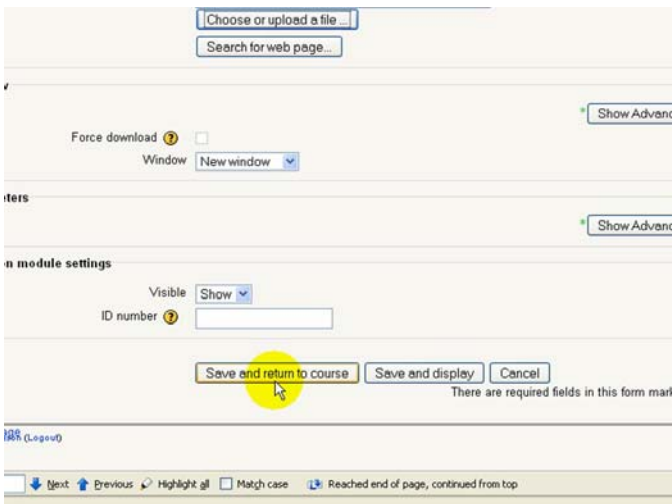 Choose or upload a file ...
Search for web page...
Show Advanc
Force download
Window New window
eters
Show Advanc
on module settings
Visible Show
ID number
Save and return to course Save and display Cancel
There are required fields in this form mark
(Logout)
Next Previous Highlight all Match case Reached end of page, continued from top